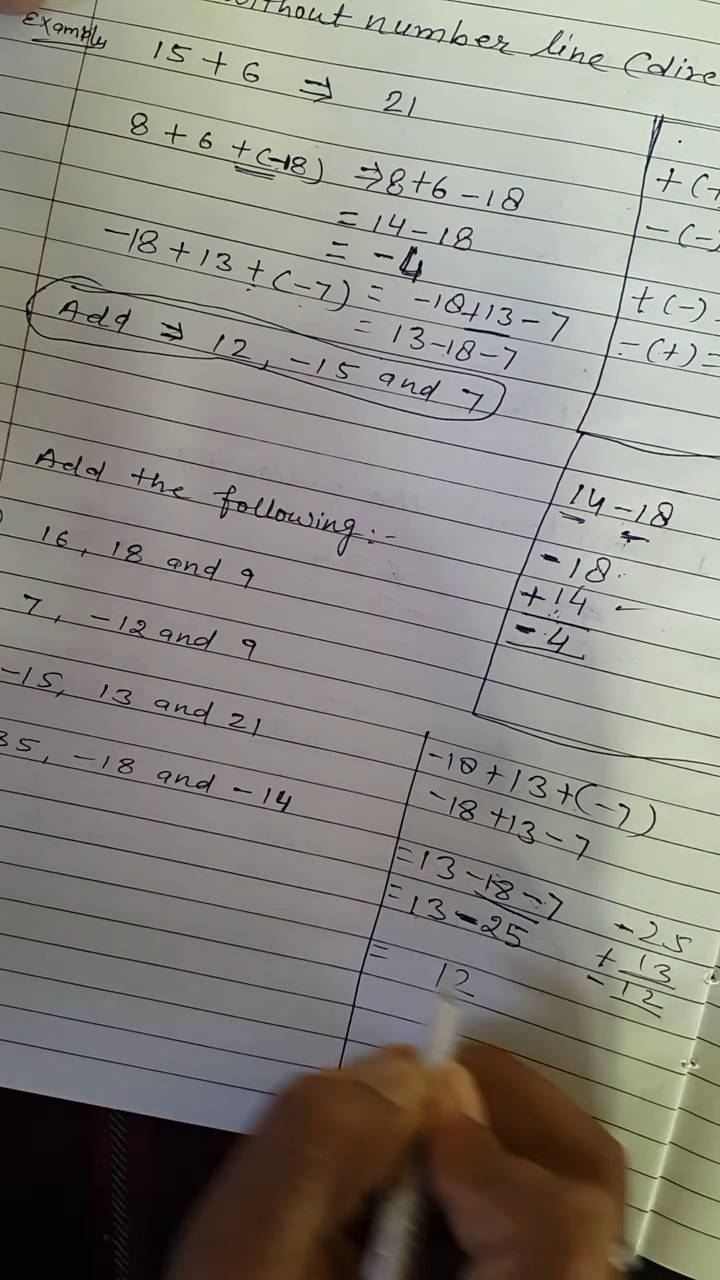 without number line (dire
Example 15 + 6 ⇒ 21
8 + 6 + (-18) ⇒ 8+6-18
= 14-18
= -4
-18 + 13 + (-7) = -18+13-7
= 13-18-7
Add ⇒ 12, -15 and 7
Add the following:-
16, 18 and 9
7, -12 and 9
-15, 13 and 21
35, -18 and -14
+(+
-(-)
+(-) =
-(+) =
14-18
-18
+14
-4
-18+13+(-7)
-18+13-7
=13-18-7
=13-25
= 12
-25
+13
-12